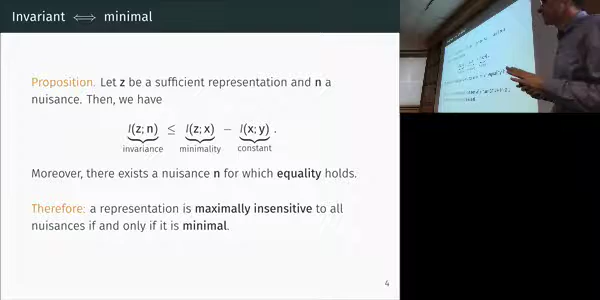 Invariant ⟺ minimal
Proposition. Let z be a sufficient representation and n a
nuisance. Then, we have
I(z; n) ≤ I(z; x) − I(x; y) .
invariance minimality constant
Moreover, there exists a nuisance n for which equality holds.
Therefore: a representation is maximally insensitive to all
nuisances if and only if it is minimal.
4